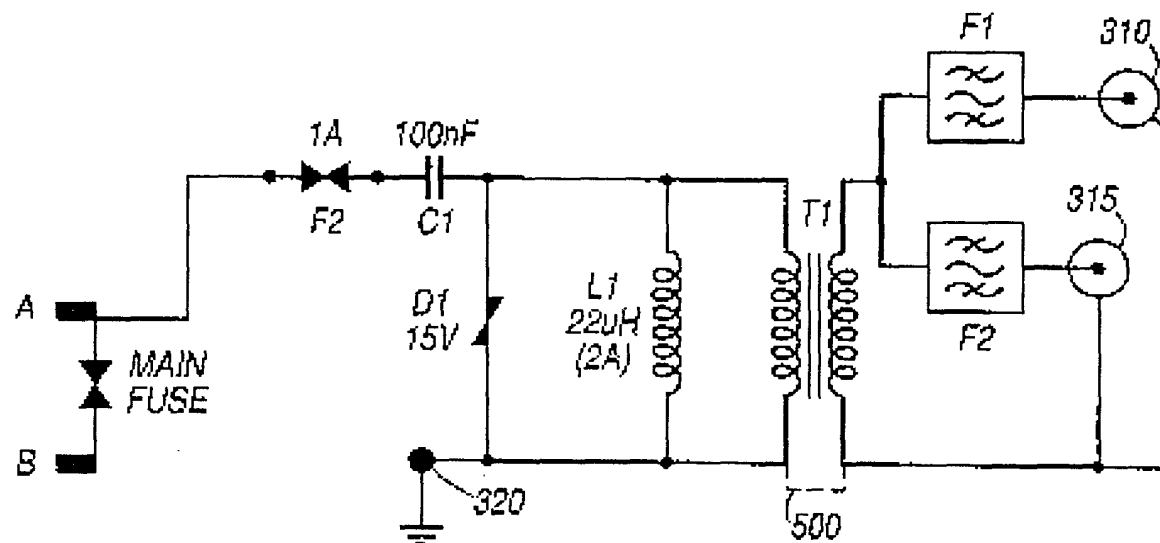 F1
310
1A
100nF
F2
C1
T1
315
A
D1
15V
L1
22uH
(2A)
F2
MAIN
FUSE
B
320
500